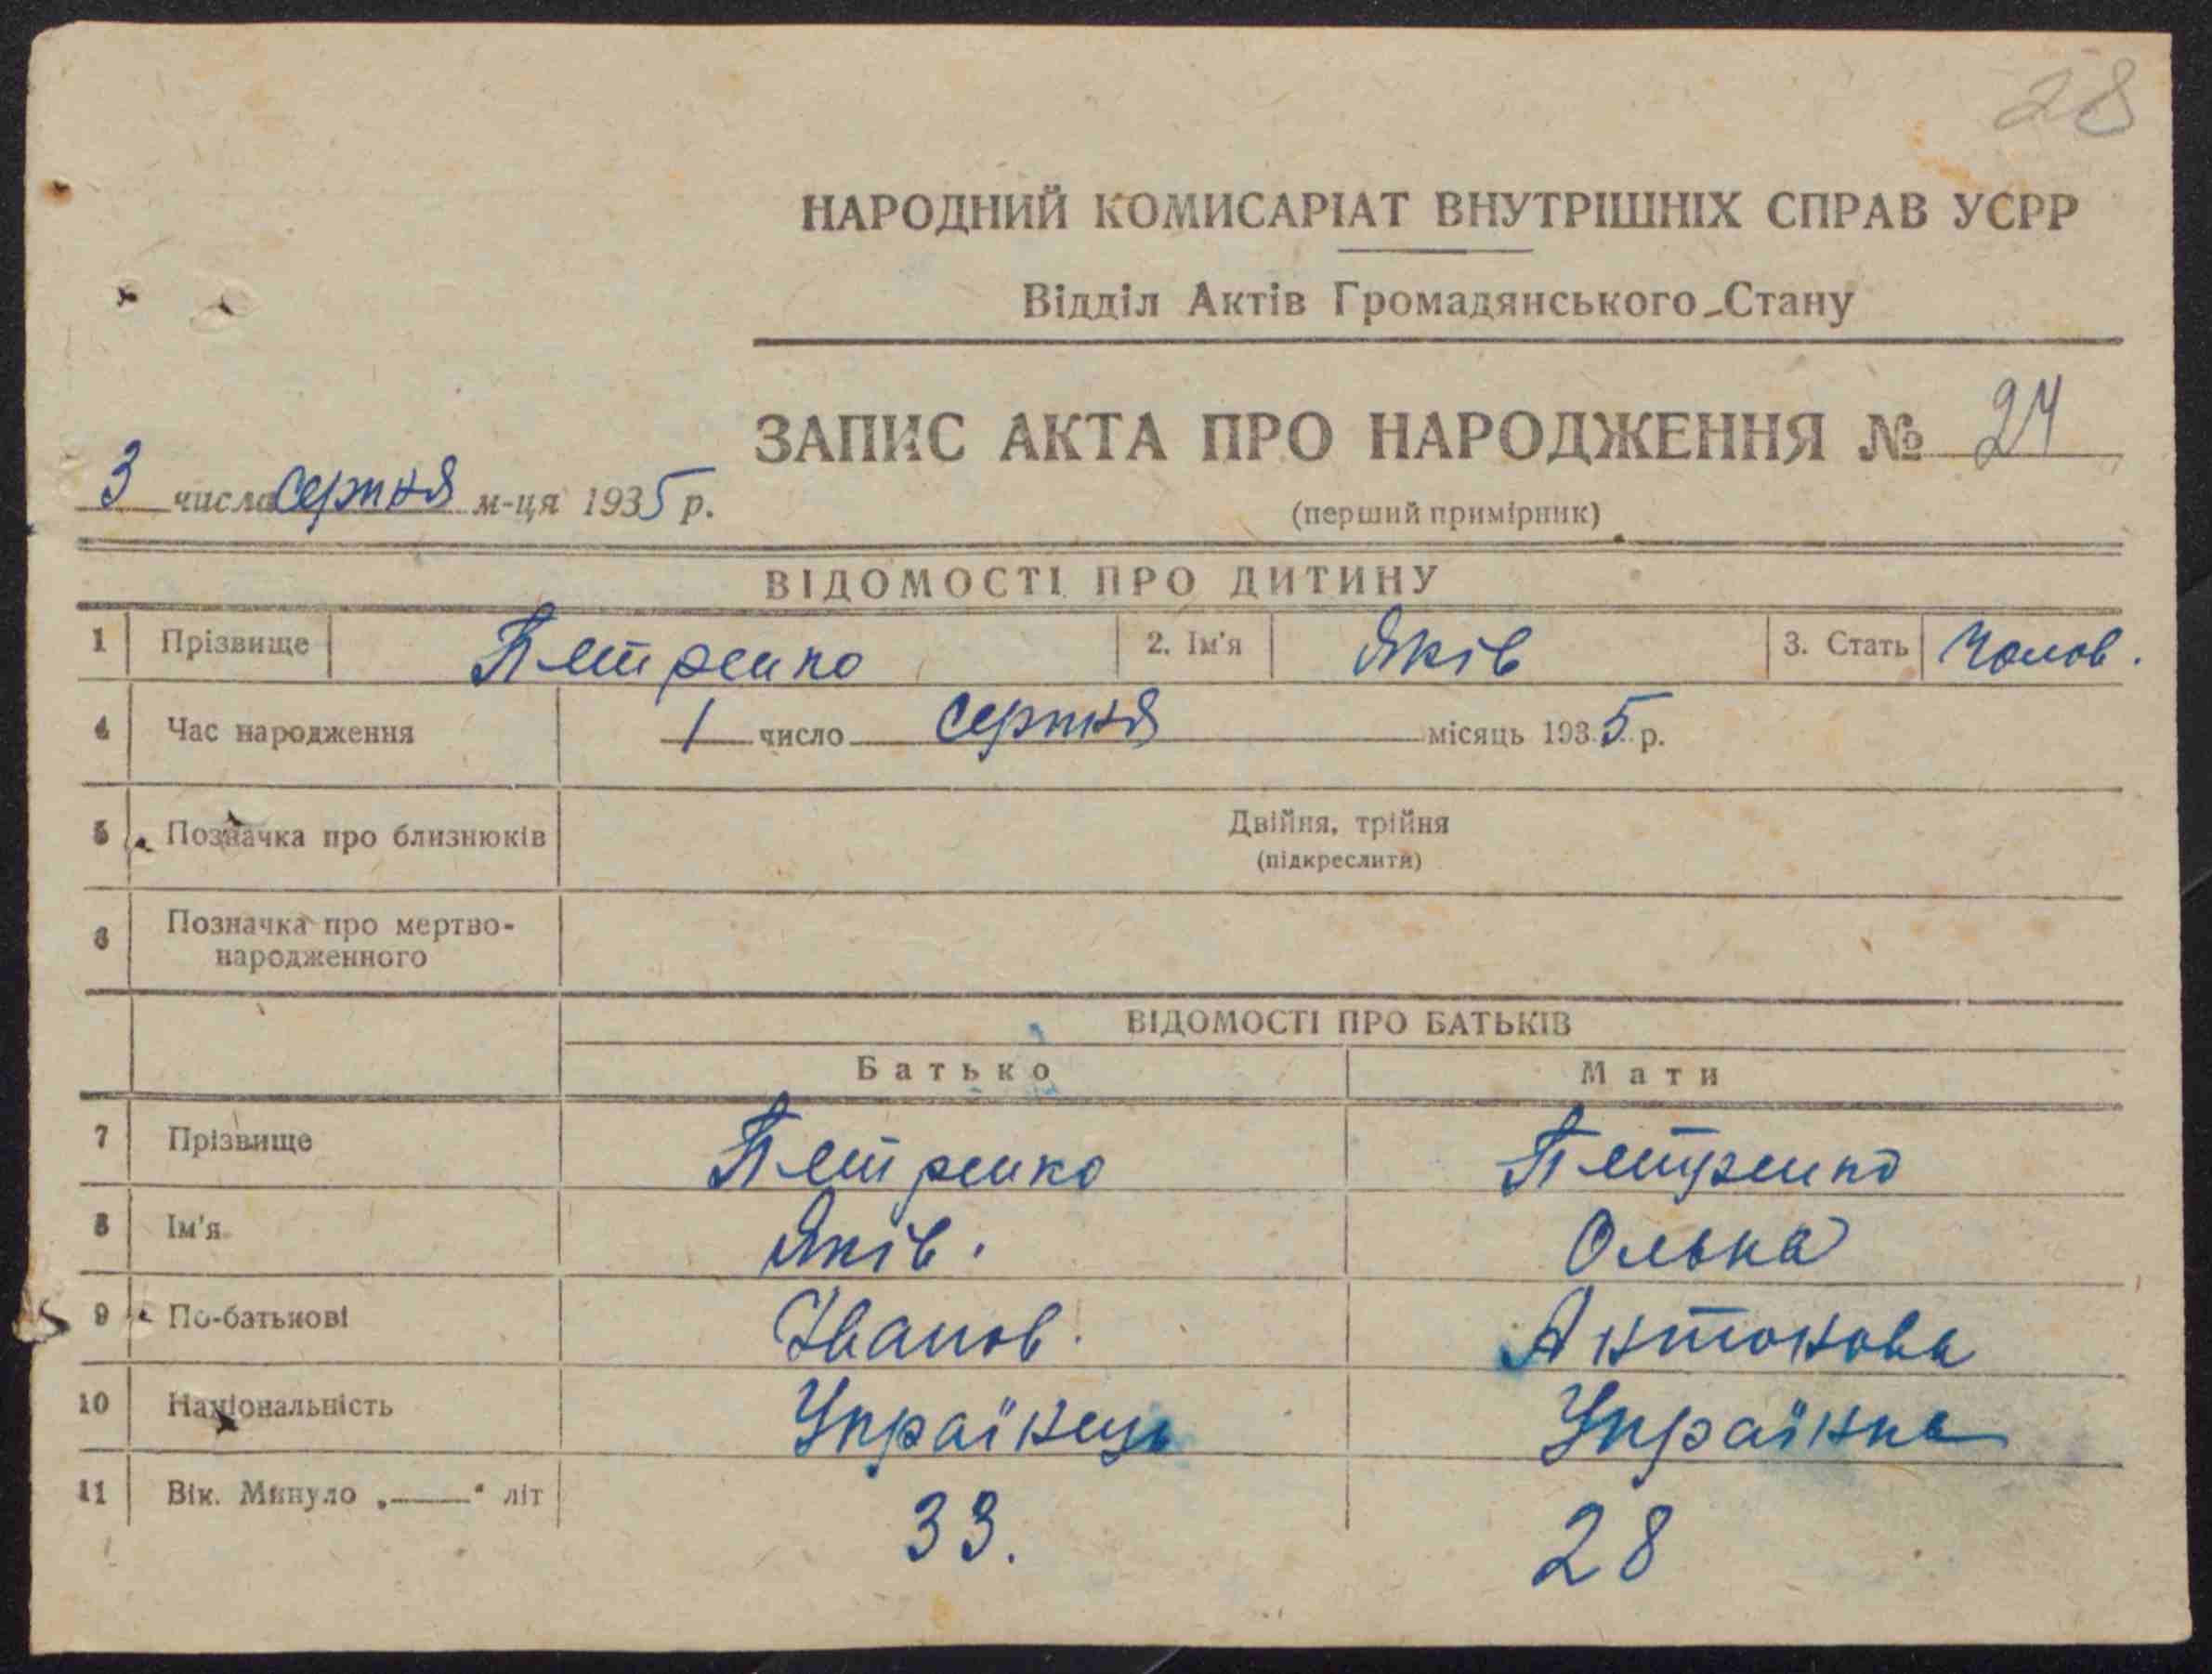 28
НАРОДНИЙ КОМИСАРІАТ ВНУТРІШНІХ СПРАВ УСРР
Відділ Актів Громадянського Стану
ЗАПИС АКТА ПРО НАРОДЖЕННЯ № 24
3 числа серпня м-ця 1935 р.
(перший примірник)
ВІДОМОСТІ ПРО ДИТИНУ
1 Прізвище Петренко 2. Ім'я Яків 3. Стать Чолов.
4 Час народження 1 число серпня місяць 1935 р.
5 Позначка про близнюків Двійня, трійня
(підкреслити)
6 Позначка про мертво-
народженного
ВІДОМОСТІ ПРО БАТЬКІВ
Батько Мати
7 Прізвище Петренко Петренко
8 Ім'я Яків. Олька
9 По-батькові Іванов. Антонова
10 Національність Українець Українка
11 Вік. Минуло „——“ літ 33. 28